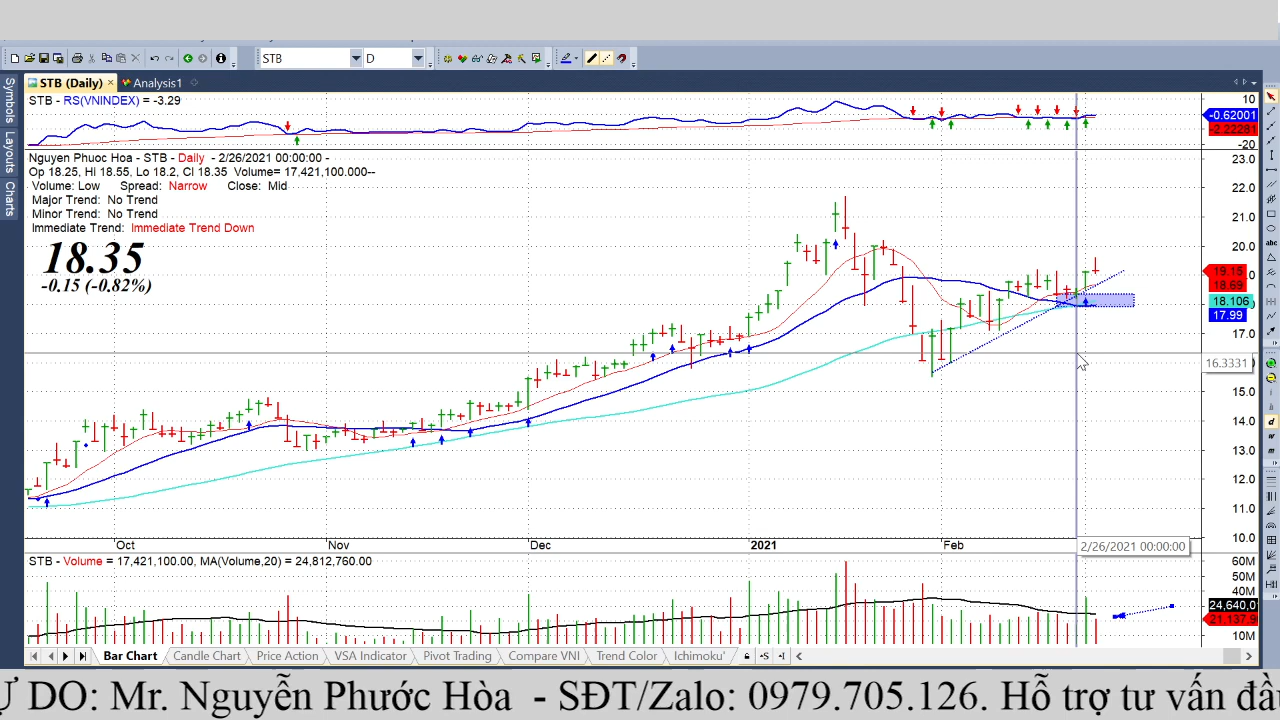 STB D
STB (Daily) Analysis1
Symbols
Layouts
Charts
STB - RS(VNINDEX) = -3.29
10
-0.62001
-2.22281
-20
Nguyen Phuoc Hoa - STB - Daily - 2/26/2021 00:00:00 -
Op 18.25, Hi 18.55, Lo 18.2, Cl 18.35 Volume= 17,421,100.000--
Volume: Low Spread: Narrow Close: Mid
Major Trend: No Trend
Minor Trend: No Trend
Immediate Trend: Immediate Trend Down
18.35
-0.15 (-0.82%)
23.0
22.0
21.0
20.0
19.15
18.69
18.106
17.99
17.0
16.3331
15.0
14.0
13.0
12.0
11.0
10.0
Oct Nov Dec 2021 Feb
2/26/2021 00:00:00
STB - Volume = 17,421,100.00, MA(Volume,20) = 24,812,760.00
60M
50M
40M
24,640,0
21,137,9
10M
Bar Chart Candle Chart Price Action VSA Indicator Pivot Trading Compare VNI Trend Color Ichimoku'
DO: Mr. Nguyễn Phước Hòa - SĐT/Zalo: 0979.705.126. Hỗ trợ tư vấn đầ